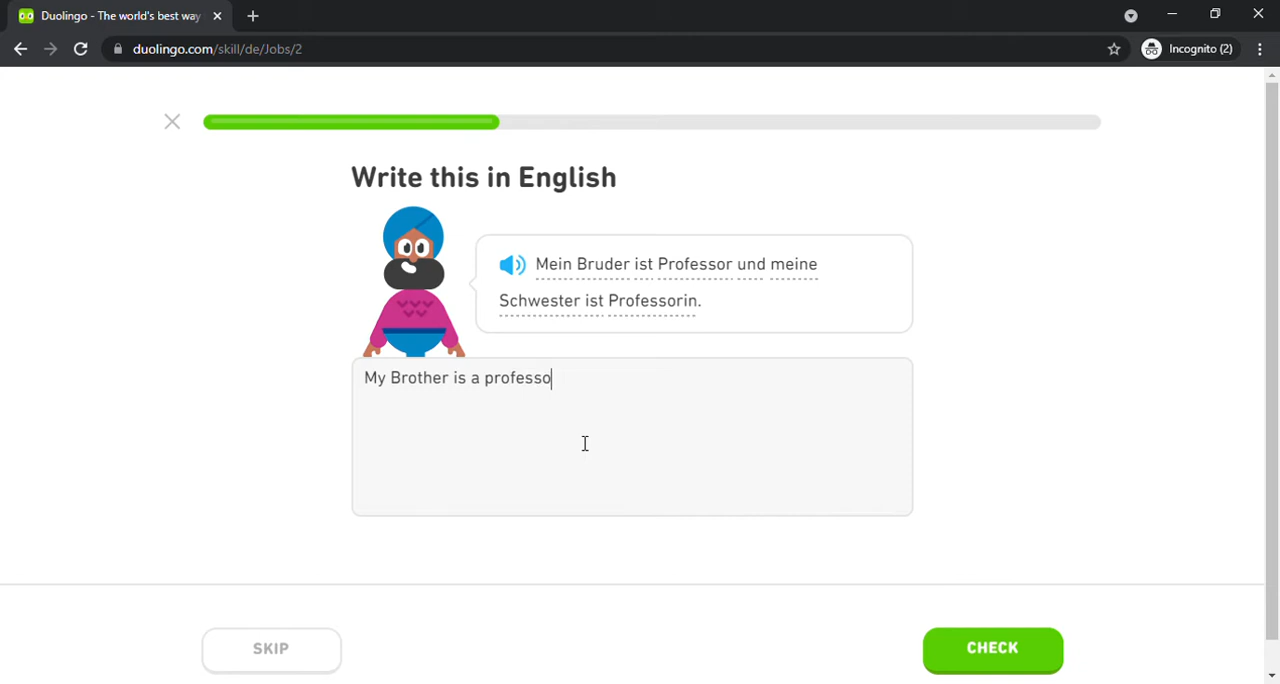 Duolingo - The world's best way
duolingo.com/skill/de/Jobs/2
Incognito (2)
Write this in English
Mein Bruder ist Professor und meine
Schwester ist Professorin.
My Brother is a professo
SKIP
CHECK